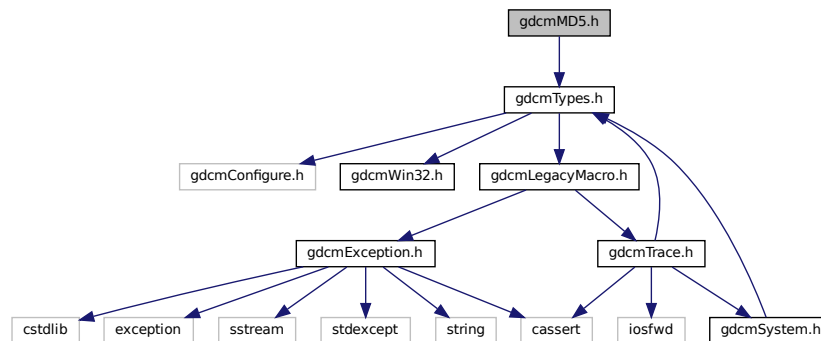 gdcmMD5.h
gdcmTypes.h
gdcmConfigure.h
gdcmWin32.h
gdcmLegacyMacro.h
gdcmException.h
gdcmTrace.h
cstdlib
exception
sstream
stdexcept
string
cassert
iosfwd
gdcmSystem.h